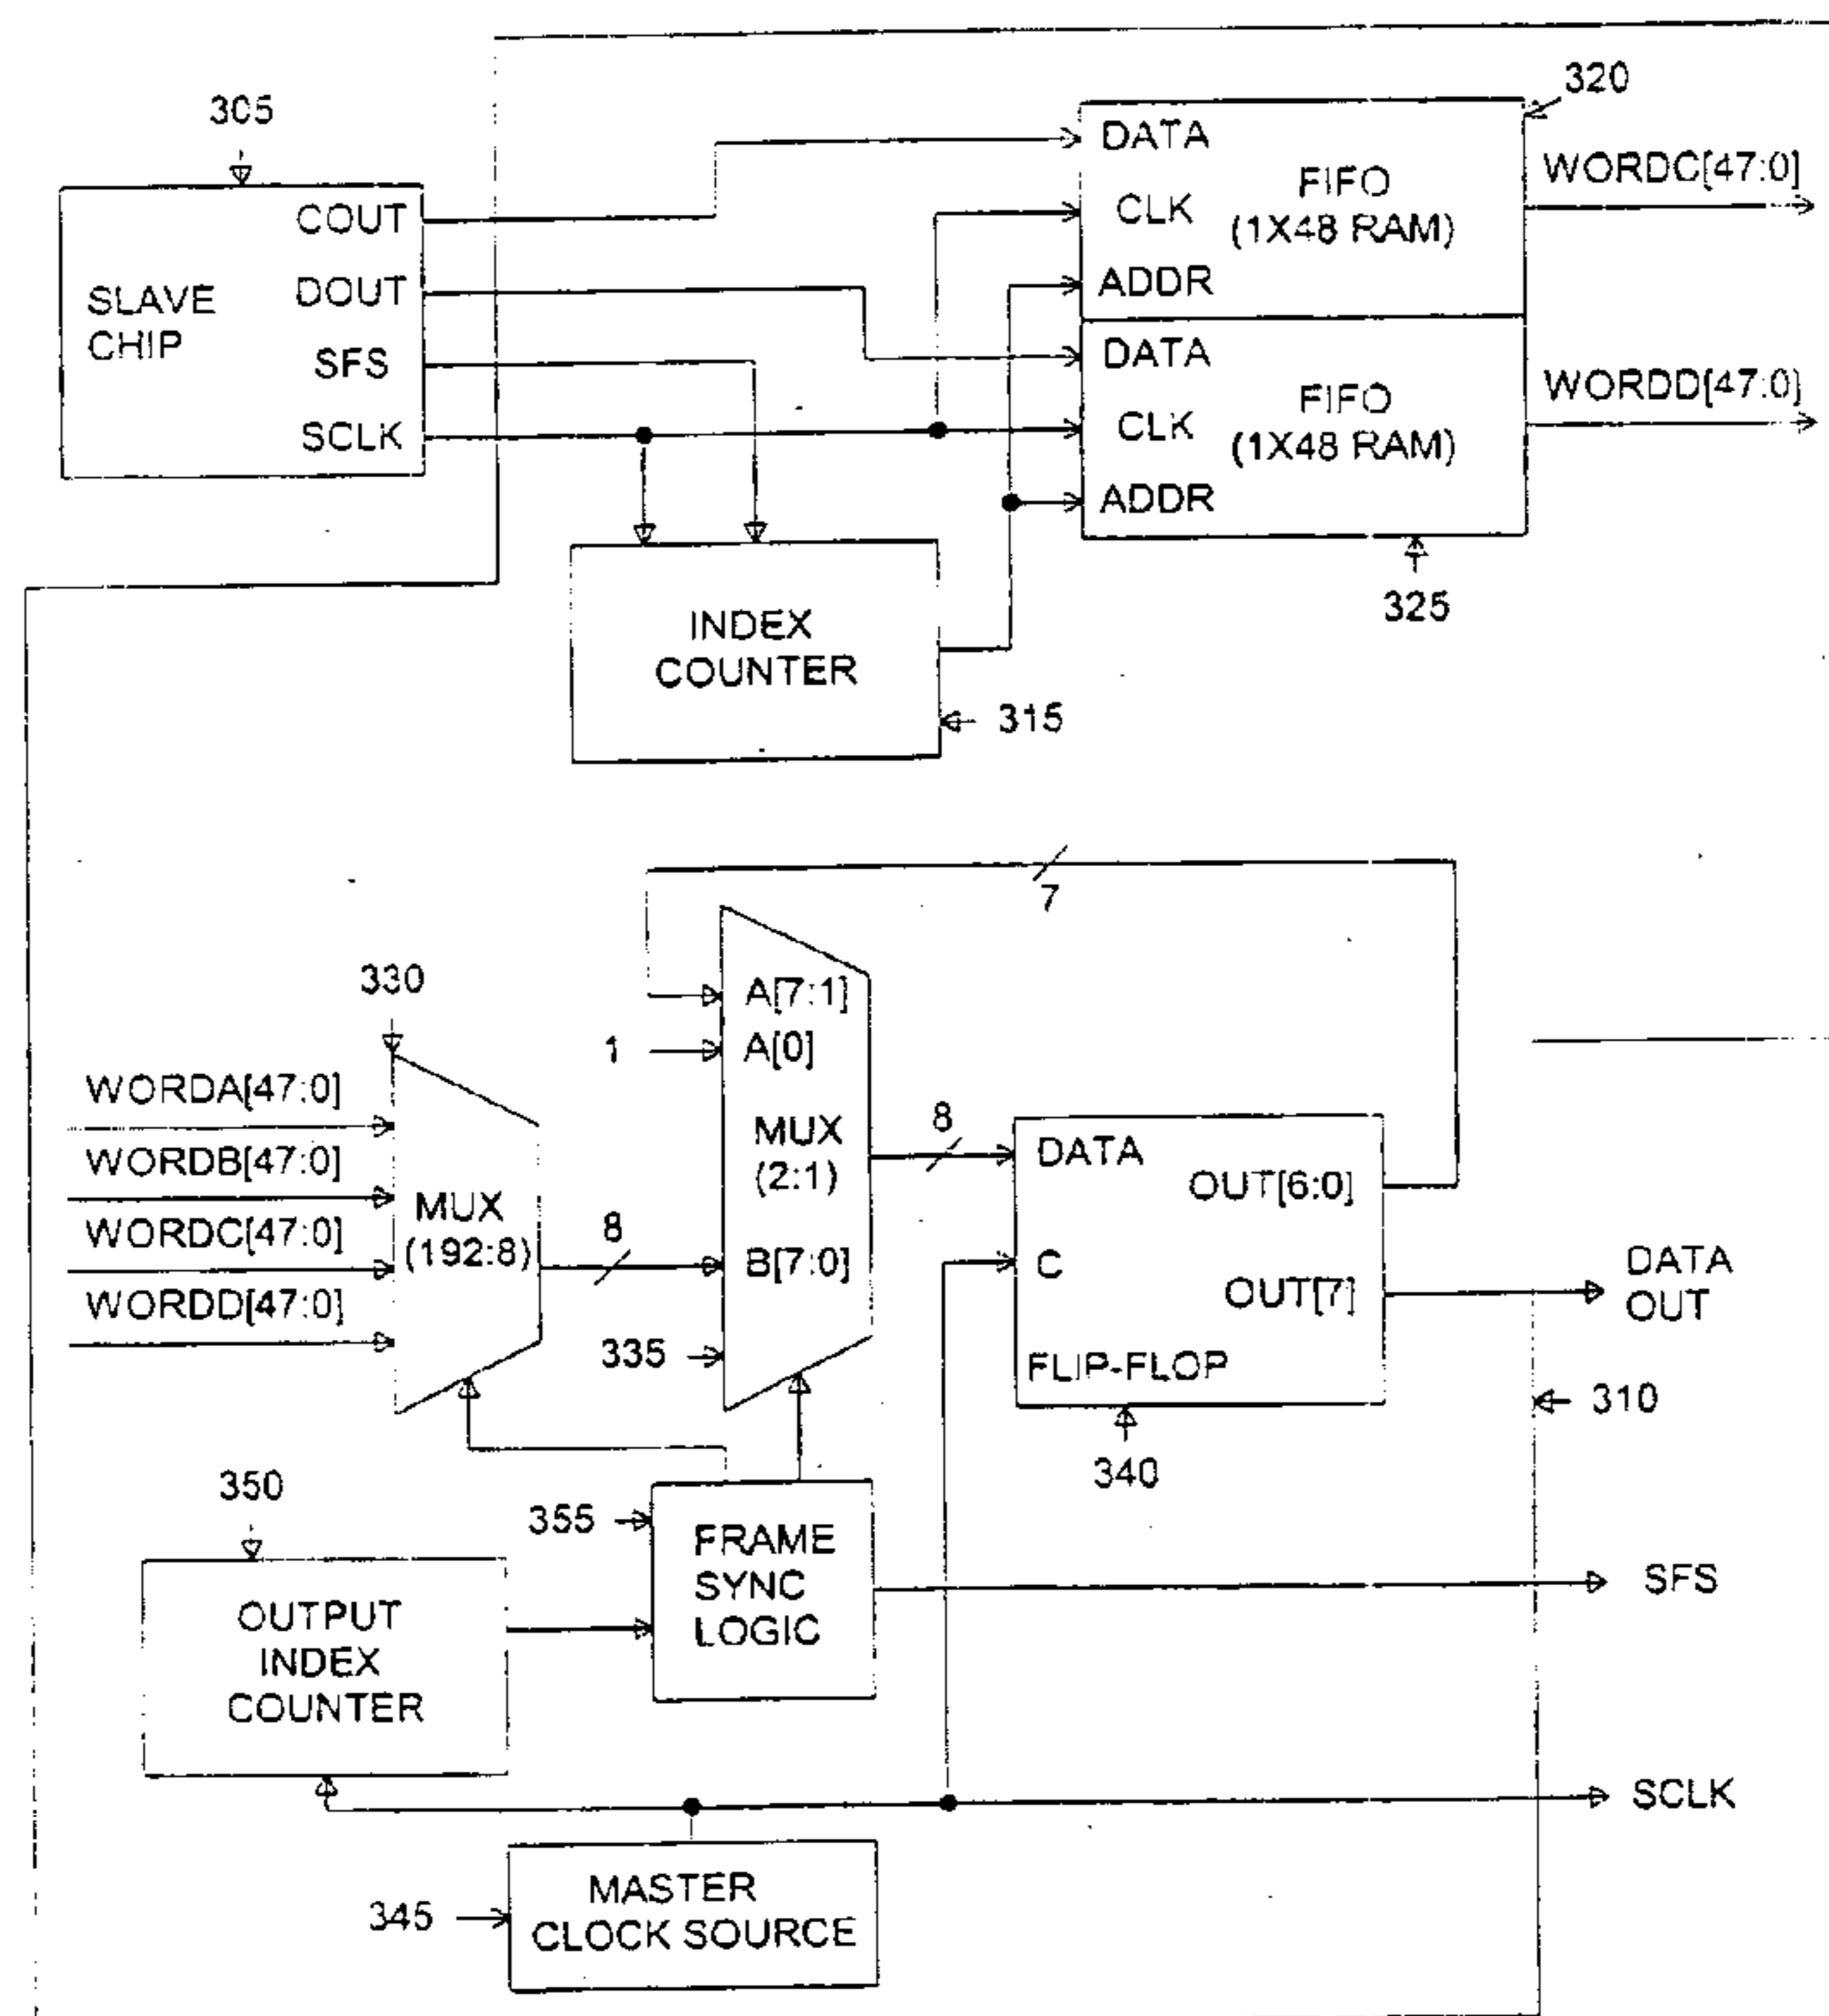 305
320
SLAVE
CHIP
COUT
DOUT
SFS
SCLK
DATA
CLK
ADDR
FIFO
(1X48 RAM)
WORDC[47:0]
DATA
CLK
ADDR
FIFO
(1X48 RAM)
WORDD[47:0]
325
INDEX
COUNTER
315
7
330
WORDA[47:0]
WORDB[47:0]
WORDC[47:0]
WORDD[47:0]
MUX
(192:8)
8
1
A[7:1]
A[0]
MUX
(2:1)
B[7:0]
335
8
DATA
C
OUT[6:0]
OUT[7]
FLIP-FLOP
340
DATA
OUT
310
350
355
FRAME
SYNC
LOGIC
SFS
OUTPUT
INDEX
COUNTER
SCLK
345
MASTER
CLOCK SOURCE